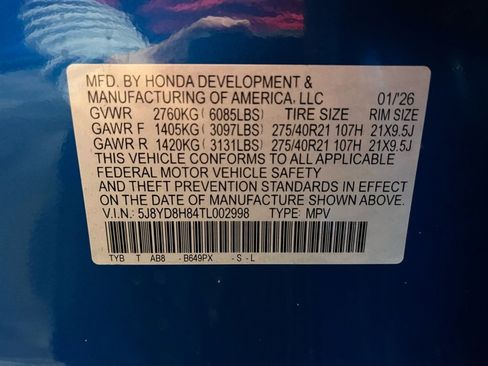 MFD. BY HONDA DEVELOPMENT &
MANUFACTURING OF AMERICA, LLC 01/'26
GVWR 2760KG ( 6085LBS) TIRE SIZE RIM SIZE
GAWR F 1405KG ( 3097LBS) 275/40R21 107H 21X9.5J
GAWR R 1420KG ( 3131LBS) 275/40R21 107H 21X9.5J
THIS VEHICLE CONFORMS TO ALL APPLICABLE
FEDERAL MOTOR VEHICLE SAFETY
AND THEFT PREVENTION STANDARDS IN EFFECT
ON THE DATE OF MANUFACTURE SHOWN ABOVE.
V.I.N.: 5J8YD8H84TL002998 TYPE: MPV
TYB T AB8 - B649PX - S - L